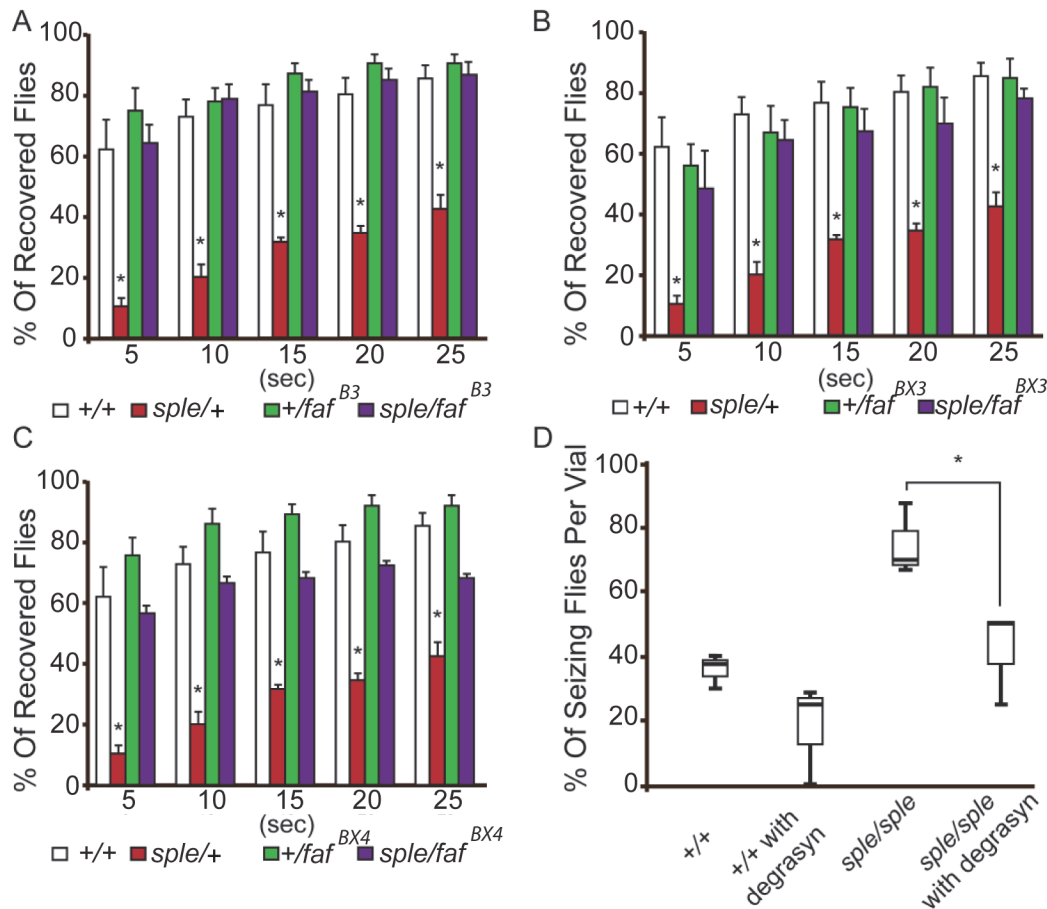 A
% Of Recovered Flies
100
80
60
40
20
0
* * * * *
5 10 15 20 25
(sec)
+/+ sple/+ +/faf B3 sple/faf B3
B
% Of Recovered Flies
100
80
60
40
20
0
* * * * *
5 10 15 20 25
(sec)
+/+ sple/+ +/faf BX3 sple/faf BX3
C
% Of Recovered Flies
100
80
60
40
20
0
* * * * *
5 10 15 20 25
(sec)
+/+ sple/+ +/faf BX4 sple/faf BX4
D
% Of Seizing Flies Per Vial
100
80
60
40
20
0
*
+/+
+/+ with
degrasyn
sple/sple
sple/sple
with degrasyn